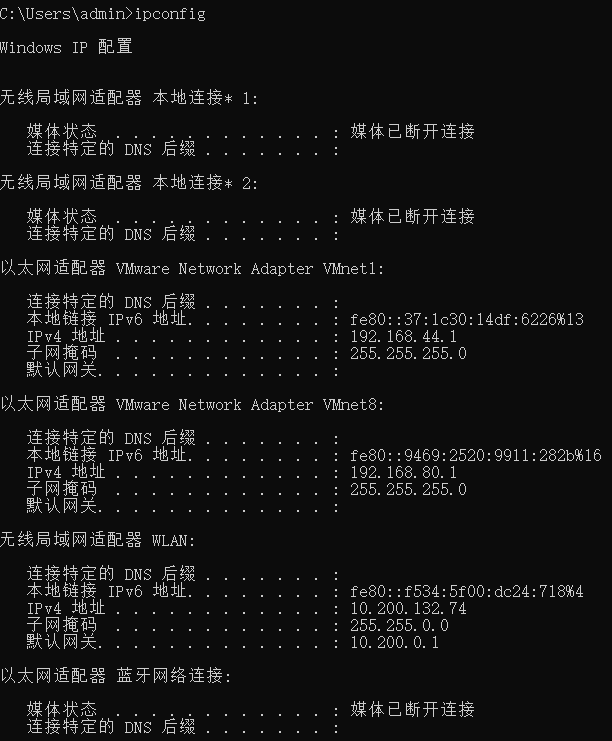 C:\Users\admin>ipconfig
Windows IP 配置
无线局域网适配器 本地连接* 1:
媒体状态 . . . . . . . . . . . . : 媒体已断开连接
连接特定的 DNS 后缀 . . . . . . . :
无线局域网适配器 本地连接* 2:
媒体状态 . . . . . . . . . . . . : 媒体已断开连接
连接特定的 DNS 后缀 . . . . . . . :
以太网适配器 VMware Network Adapter VMnet1:
连接特定的 DNS 后缀 . . . . . . . :
本地链接 IPv6 地址. . . . . . . . : fe80::37:1c30:14df:6226%13
IPv4 地址 . . . . . . . . . . . . : 192.168.44.1
子网掩码 . . . . . . . . . . . . : 255.255.255.0
默认网关. . . . . . . . . . . . . :
以太网适配器 VMware Network Adapter VMnet8:
连接特定的 DNS 后缀 . . . . . . . :
本地链接 IPv6 地址. . . . . . . . : fe80::9469:2520:9911:282b%16
IPv4 地址 . . . . . . . . . . . . : 192.168.80.1
子网掩码 . . . . . . . . . . . . : 255.255.255.0
默认网关. . . . . . . . . . . . . :
无线局域网适配器 WLAN:
连接特定的 DNS 后缀 . . . . . . . :
本地链接 IPv6 地址. . . . . . . . : fe80::f534:5f00:dc24:718%4
IPv4 地址 . . . . . . . . . . . . : 10.200.132.74
子网掩码 . . . . . . . . . . . . : 255.255.0.0
默认网关. . . . . . . . . . . . . : 10.200.0.1
以太网适配器 蓝牙网络连接:
媒体状态 . . . . . . . . . . . . : 媒体已断开连接
连接特定的 DNS 后缀 . . . . . . . :